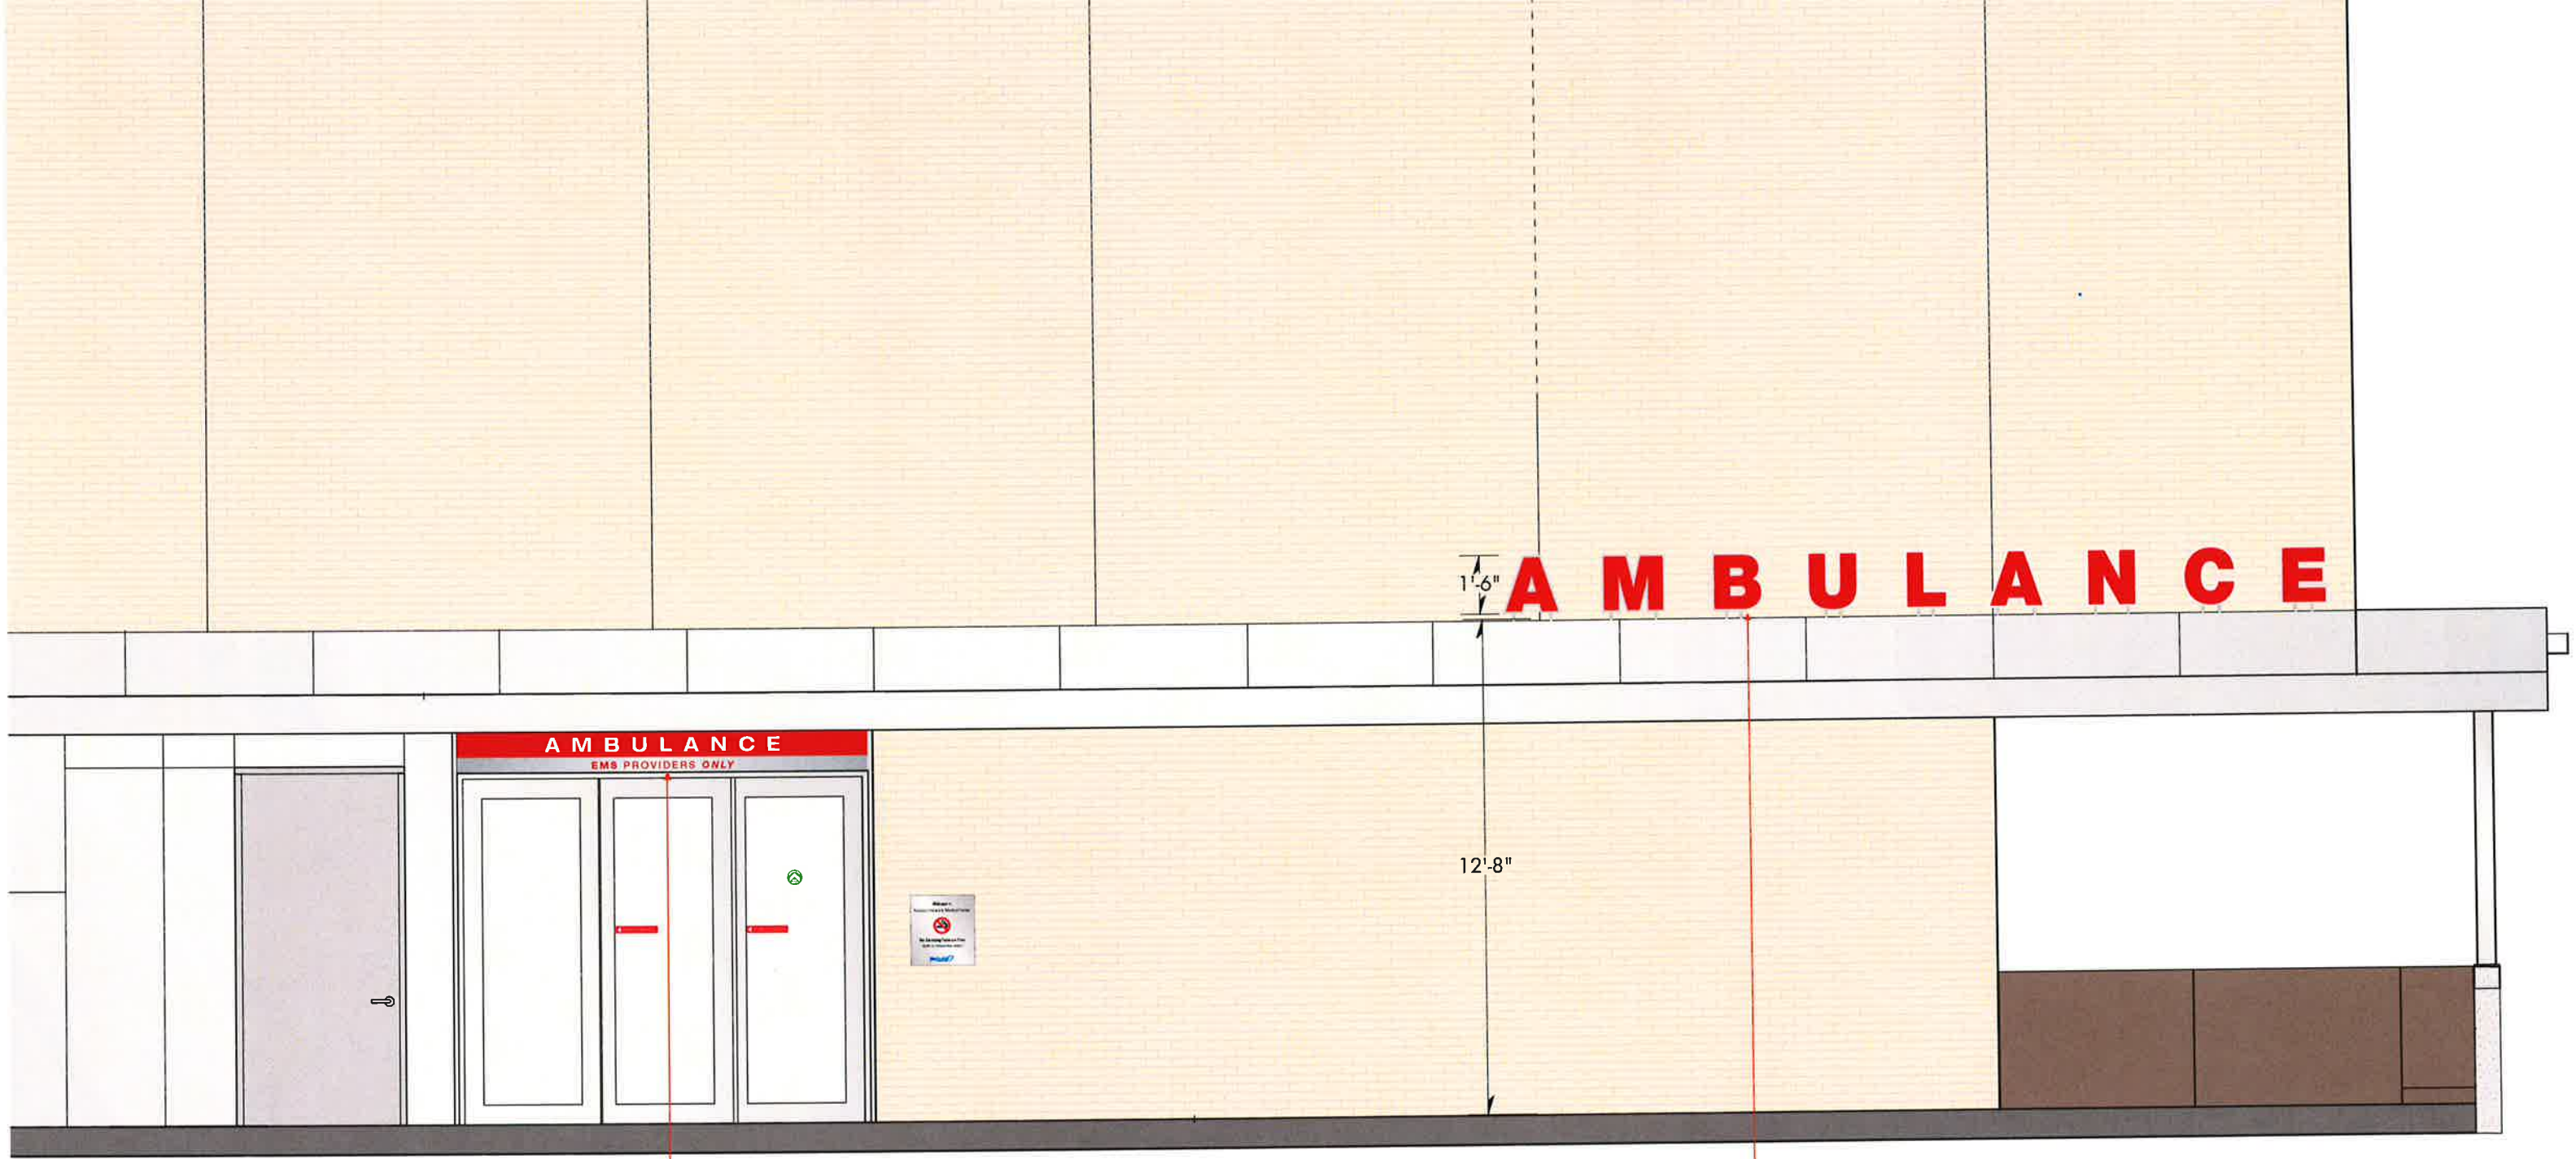 1'-6"
AMBULANCE
AMBULANCE
EMS PROVIDERS ONLY
12'-8"